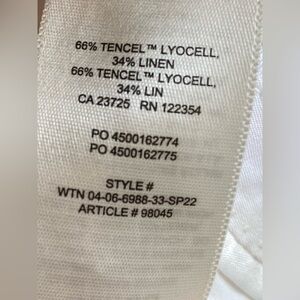 66% TENCEL™ LYOCELL,
34% LINEN
66% TENCEL™ LYOCELL,
34% LIN
CA 23725 RN 122354
PO 4500162774
PO 4500162775
STYLE #
WTN 04-06-6988-33-SP22
ARTICLE # 98045